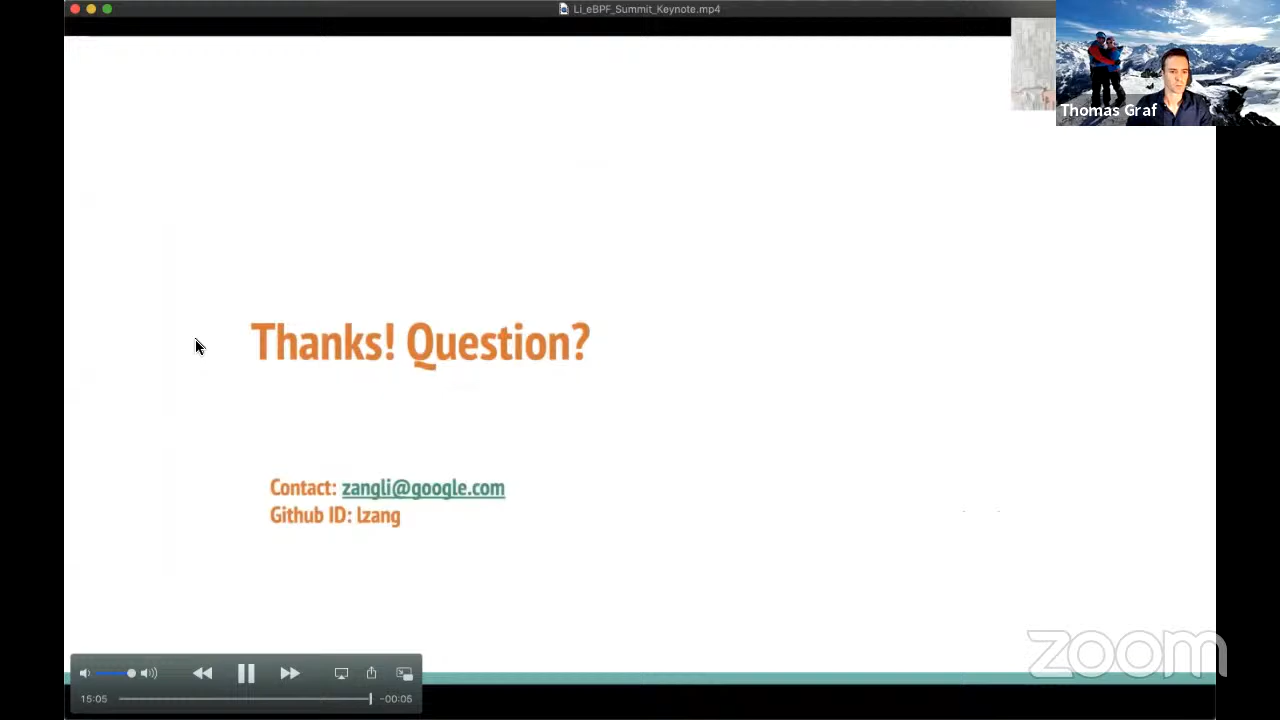 Li_eBPF_Summit_Keynote.mp4
Thomas Graf
Thanks! Question?
Contact: zangli@google.com
Github ID: lzang
zoom
15:05
-00:06